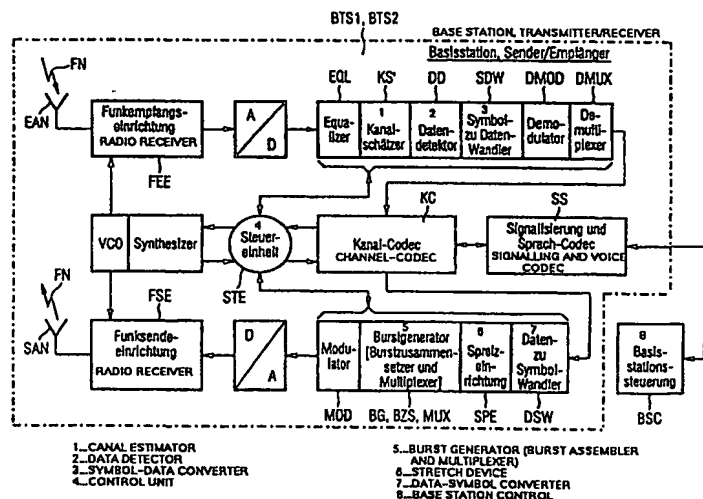 BTS1, BTS2
BASE STATION, TRANSMITTER/RECEIVER
Basisstation, Sender/Empfänger
FN
EAN
EQL
KS'
DD
SDW
DMOD
DMUX
Funkempfangs-
einrichtung
RADIO RECEIVER
FEE
A
D
Equa-
lizer
1
Kanal-
schätzer
2
Daten-
detektor
3
Symbol-
zu Daten-
Wandler
Demo-
dulator
De-
multi-
plexer
VCO
Synthesizer
4
Steuer-
einheit
STE
KC
Kanal-Codec
CHANNEL-CODEC
SS
Signalisierung und
Sprach-Codec
SIGNALLING AND VOICE
CODEC
FN
SAN
FSE
Funksende-
einrichtung
RADIO RECEIVER
D
A
Modu-
lator
5
Burstgenerator
[Burstzusammen-
setzer und
Multiplexer]
6
Spreiz-
einrichtung
7
Daten-
zu
Symbol-
Wandler
MOD
BG, BZS, MUX
SPE
DSW
8
Basis-
stations-
steuerung
BSC
1...CANAL ESTIMATOR
2...DATA DETECTOR
3...SYMBOL-DATA CONVERTER
4...CONTROL UNIT
5...BURST GENERATOR (BURST ASSEMBLER
AND MULTIPLEXER)
6...STRETCH DEVICE
7...DATA-SYMBOL CONVERTER
8...BASE STATION CONTROL